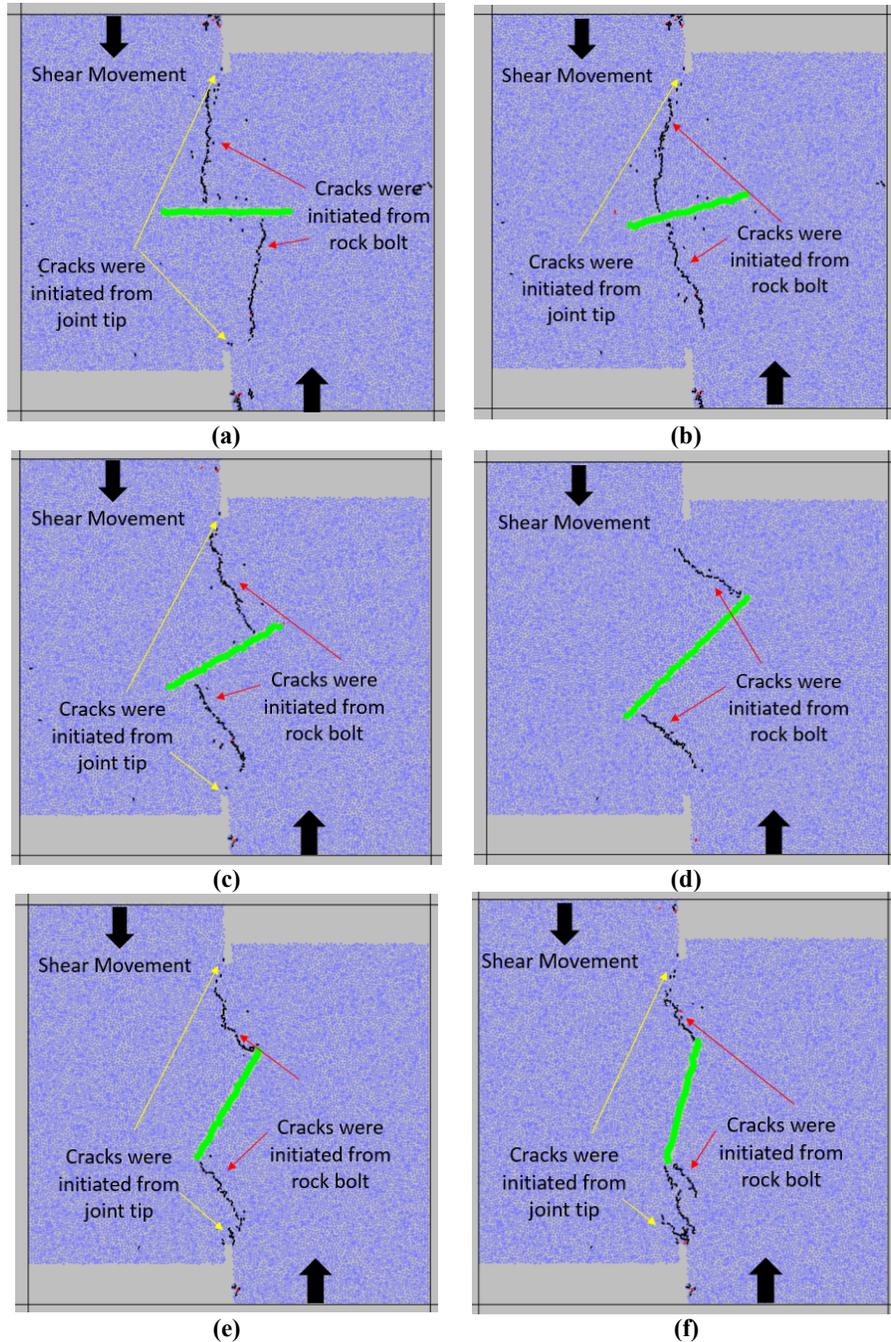 Shear Movement
Cracks were
initiated from
rock bolt
Cracks were
initiated from
joint tip
(a)
Shear Movement
Cracks were
initiated from
rock bolt
Cracks were
initiated from
joint tip
(b)
Shear Movement
Cracks were
initiated from
rock bolt
Cracks were
initiated from
joint tip
(c)
Shear Movement
Cracks were
initiated from
rock bolt
(d)
Shear Movement
Cracks were
initiated from
rock bolt
Cracks were
initiated from
joint tip
(e)
Shear Movement
Cracks were
initiated from
rock bolt
Cracks were
initiated from
joint tip
(f)